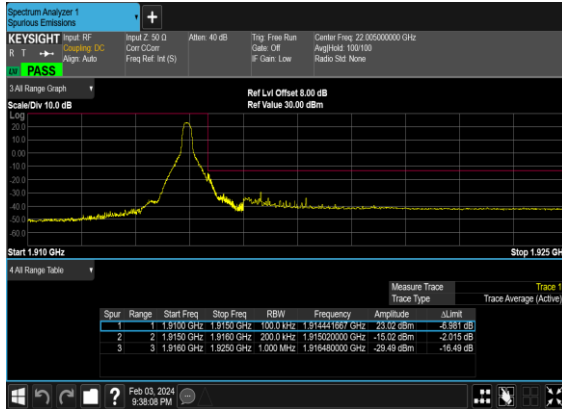 Spectrum Analyzer 1
Spurious Emissions
+
KEYSIGHT Input: RF Input Z: 50 Ω Atten: 40 dB Trig: Free Run Center Freq: 22.005000000 GHz
R T Coupling: DC Corr CCorr Gate: Off Avg|Hold: 100/100
Align: Auto Freq Ref: Int (S) IF Gain: Low Radio Std: None
PASS
3 All Range Graph
Ref Lvl Offset 8.00 dB
Scale/Div 10.0 dB Ref Value 30.00 dBm
Log
20.0
10.0
0.00
-10.0
-20.0
-30.0
-40.0
-50.0
-60.0
Start 1.910 GHz Stop 1.925 GH
4 All Range Table
Measure Trace Trace 1
Trace Type Trace Average (Active)
Spur Range Start Freq Stop Freq RBW Frequency Amplitude ΔLimit
1 1 1.9100 GHz 1.9150 GHz 100.0 kHz 1.914441667 GHz 23.02 dBm -6.981 dB
2 2 1.9150 GHz 1.9160 GHz 200.0 kHz 1.915020000 GHz -15.02 dBm -2.015 dB
3 3 1.9160 GHz 1.9250 GHz 1.000 MHz 1.916480000 GHz -29.49 dBm -16.49 dB
? Feb 03, 2024
9:38:08 PM